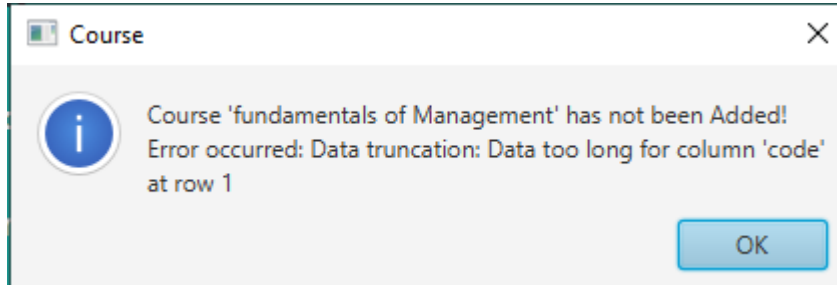 Course
Course 'fundamentals of Management' has not been Added!
Error occurred: Data truncation: Data too long for column 'code'
at row 1
OK